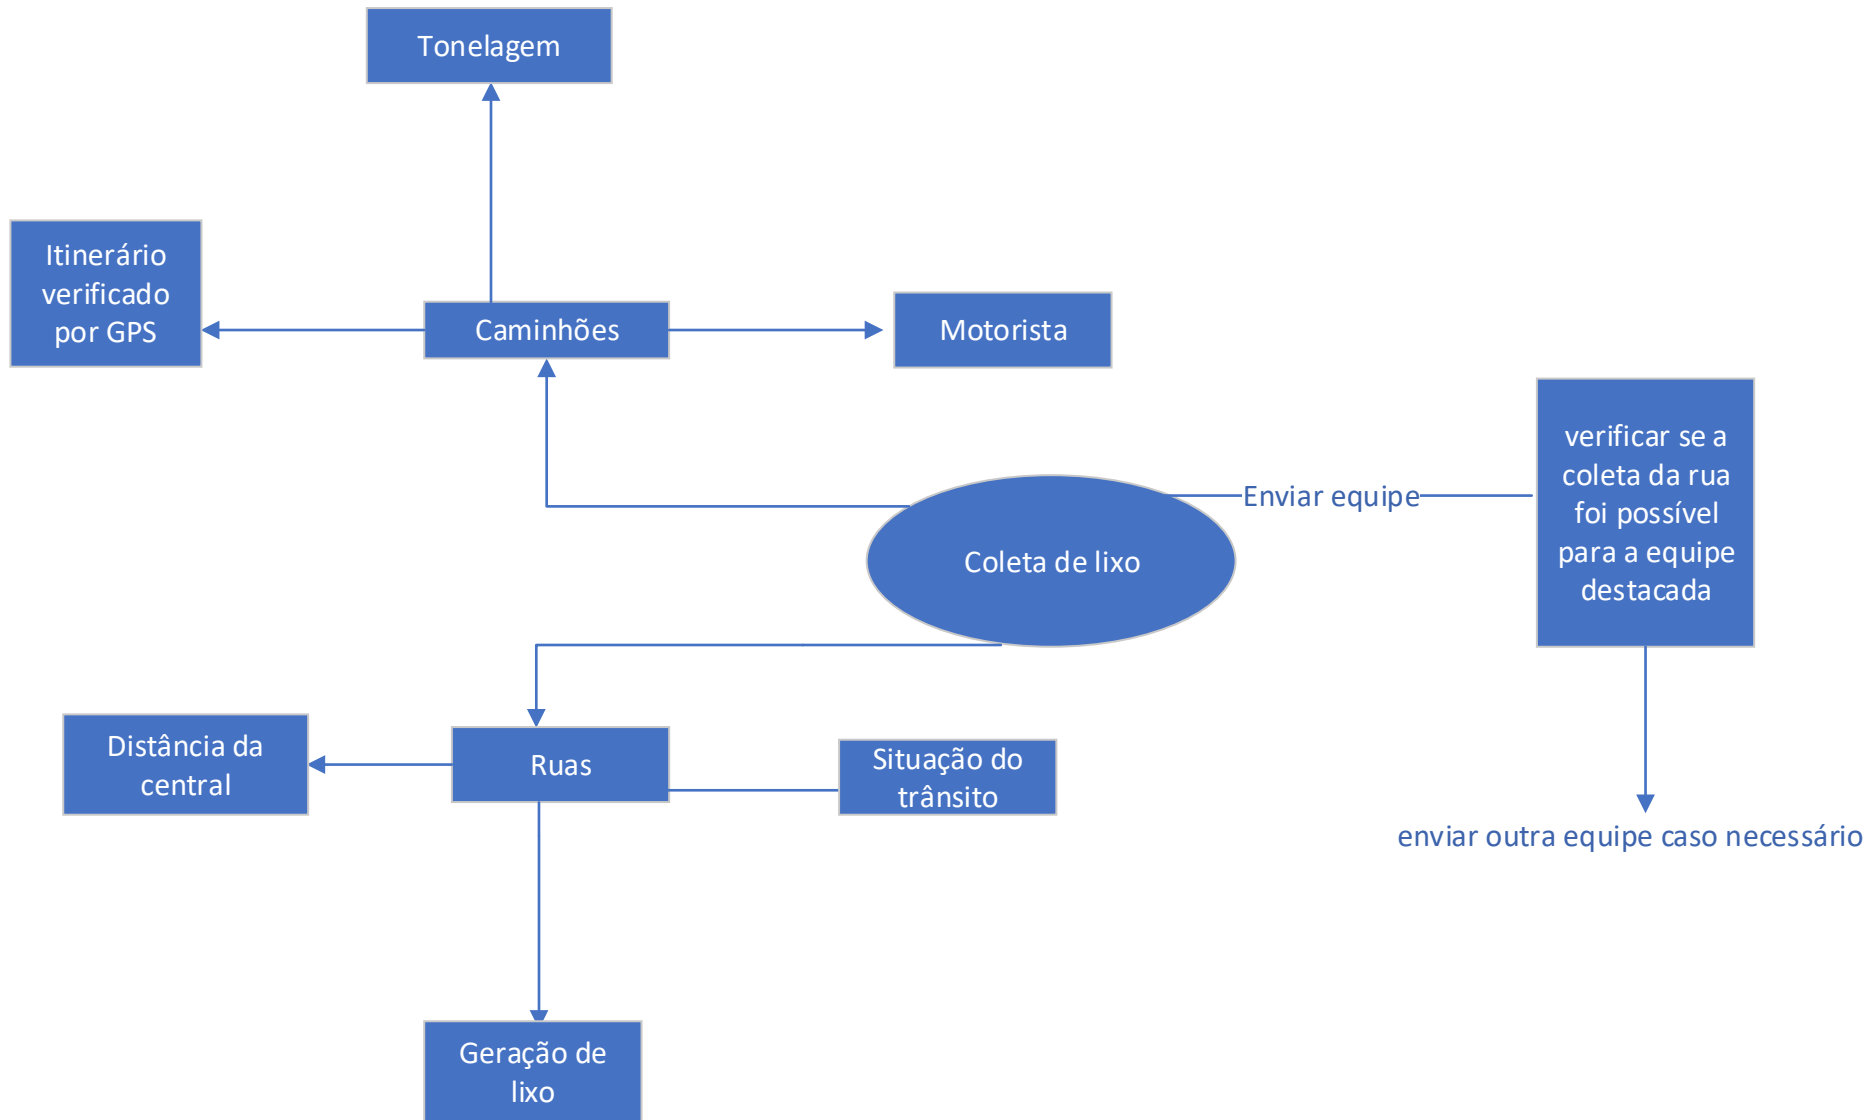 Tonelagem
Itinerário
verificado
por GPS
Caminhões
Motorista
verificar se a
coleta da rua
foi possível
para a equipe
destacada
Enviar equipe
Coleta de lixo
Distância da
central
Ruas
Situação do
trânsito
enviar outra equipe caso necessário
Geração de
lixo